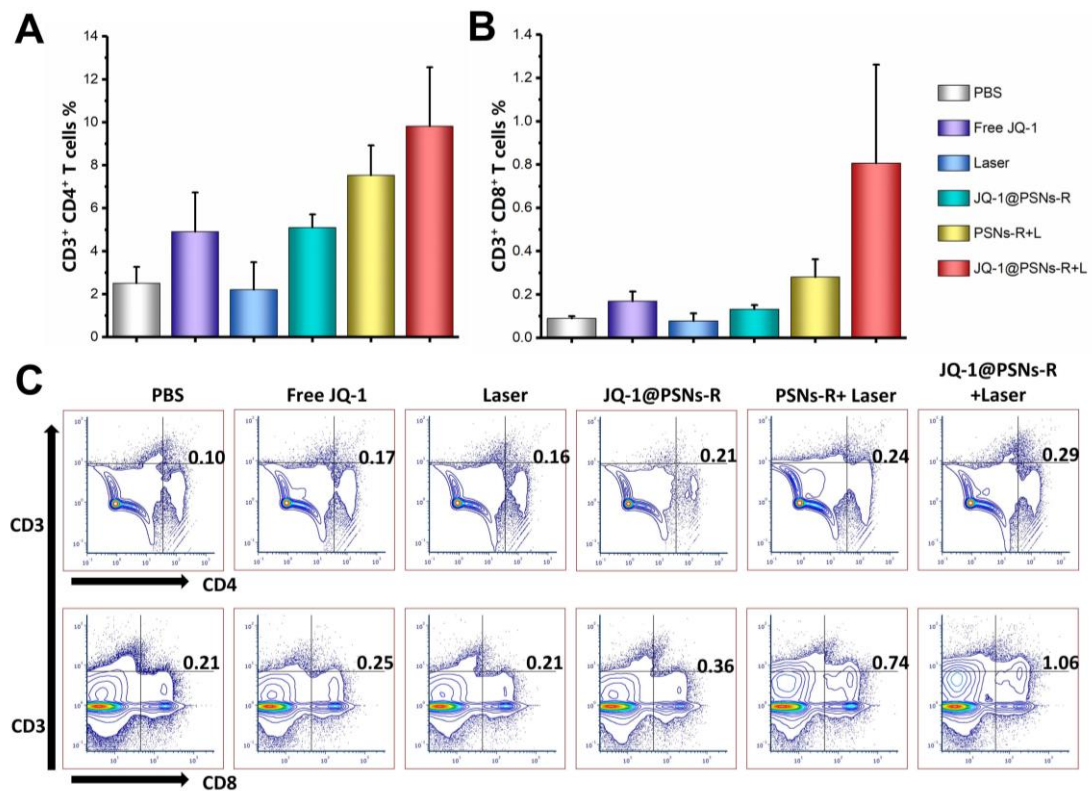 A
CD3⁺ CD4⁺ T cells %
14
12
10
8
6
4
2
0
B
CD3⁺ CD8⁺ T cells %
1.4
1.2
1.0
0.8
0.6
0.4
0.2
0.0
PBS
Free JQ-1
Laser
JQ-1@PSNs-R
PSNs-R+L
JQ-1@PSNs-R+L
C
PBS
Free JQ-1
Laser
JQ-1@PSNs-R
PSNs-R+ Laser
JQ-1@PSNs-R
+Laser
0.10
0.17
0.16
0.21
0.24
0.29
CD3
CD4
0.21
0.25
0.21
0.36
0.74
1.06
CD3
CD8